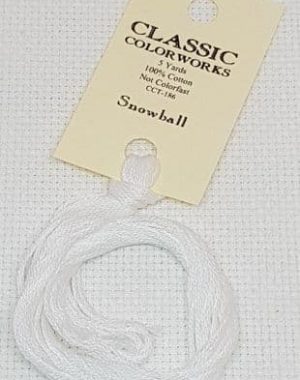 CLASSIC
COLORWORKS
5 Yards
100% Cotton
Not Colorfast
CCT-186
Snowball